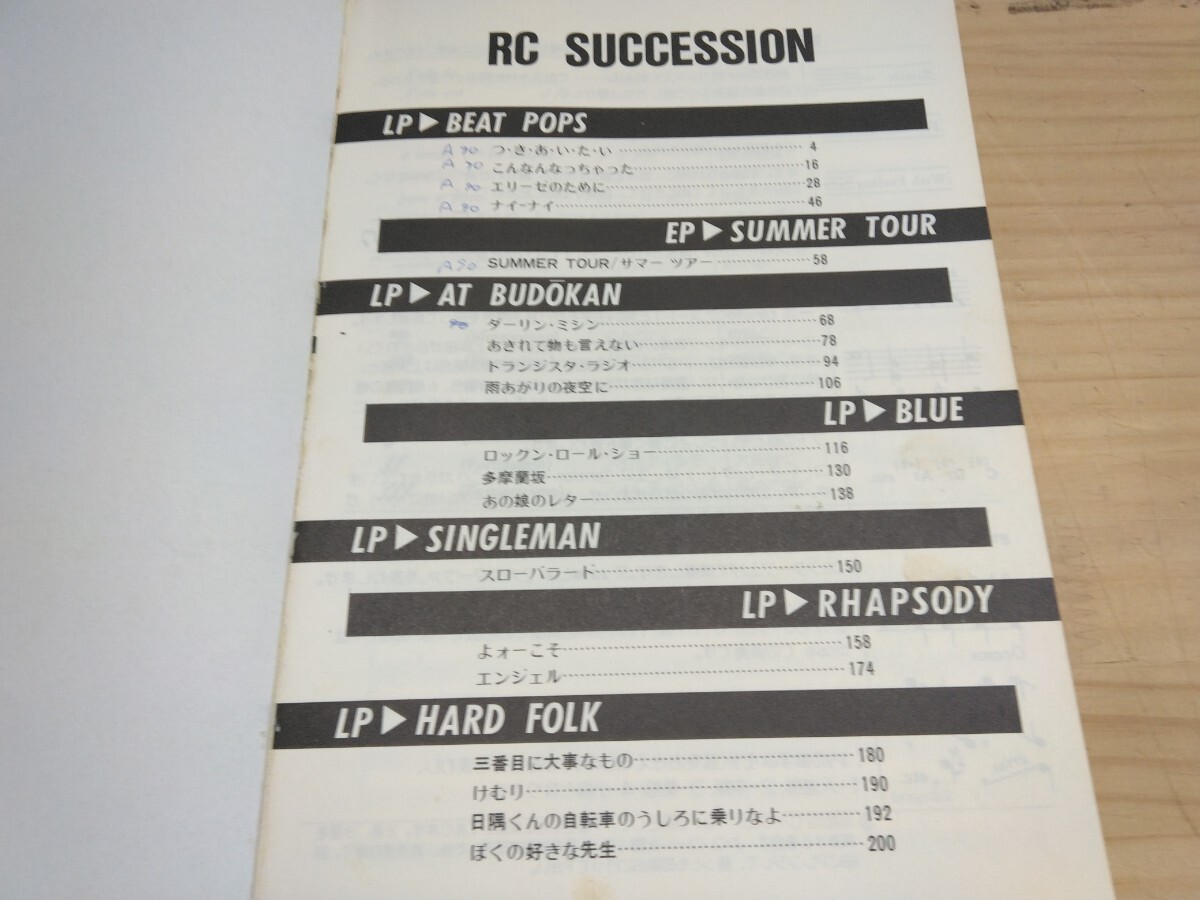 RC SUCCESSION
LP▶BEAT POPS
A90 つ・き・あ・い・た・い 4
A90 こんなんなっちゃった 16
A90 エリーゼのために 28
A90 ナイ-ナイ 46
EP▶SUMMER TOUR
A90 SUMMER TOUR/サマー ツアー 58
LP▶AT BUDŌKAN
90 ダーリン・ミシン 68
あきれて物も言えない 78
トランジスタ・ラジオ 94
雨あがりの夜空に 106
LP▶BLUE
ロックン・ロール・ショー 116
多摩蘭坂 130
あの娘のレター 138
LP▶SINGLEMAN
スローバラード 150
LP▶RHAPSODY
よォーこそ 158
エンジェル 174
LP▶HARD FOLK
三番目に大事なもの 180
けむり 190
日隅くんの自転車のうしろに乗りなよ 192
ぼくの好きな先生 200